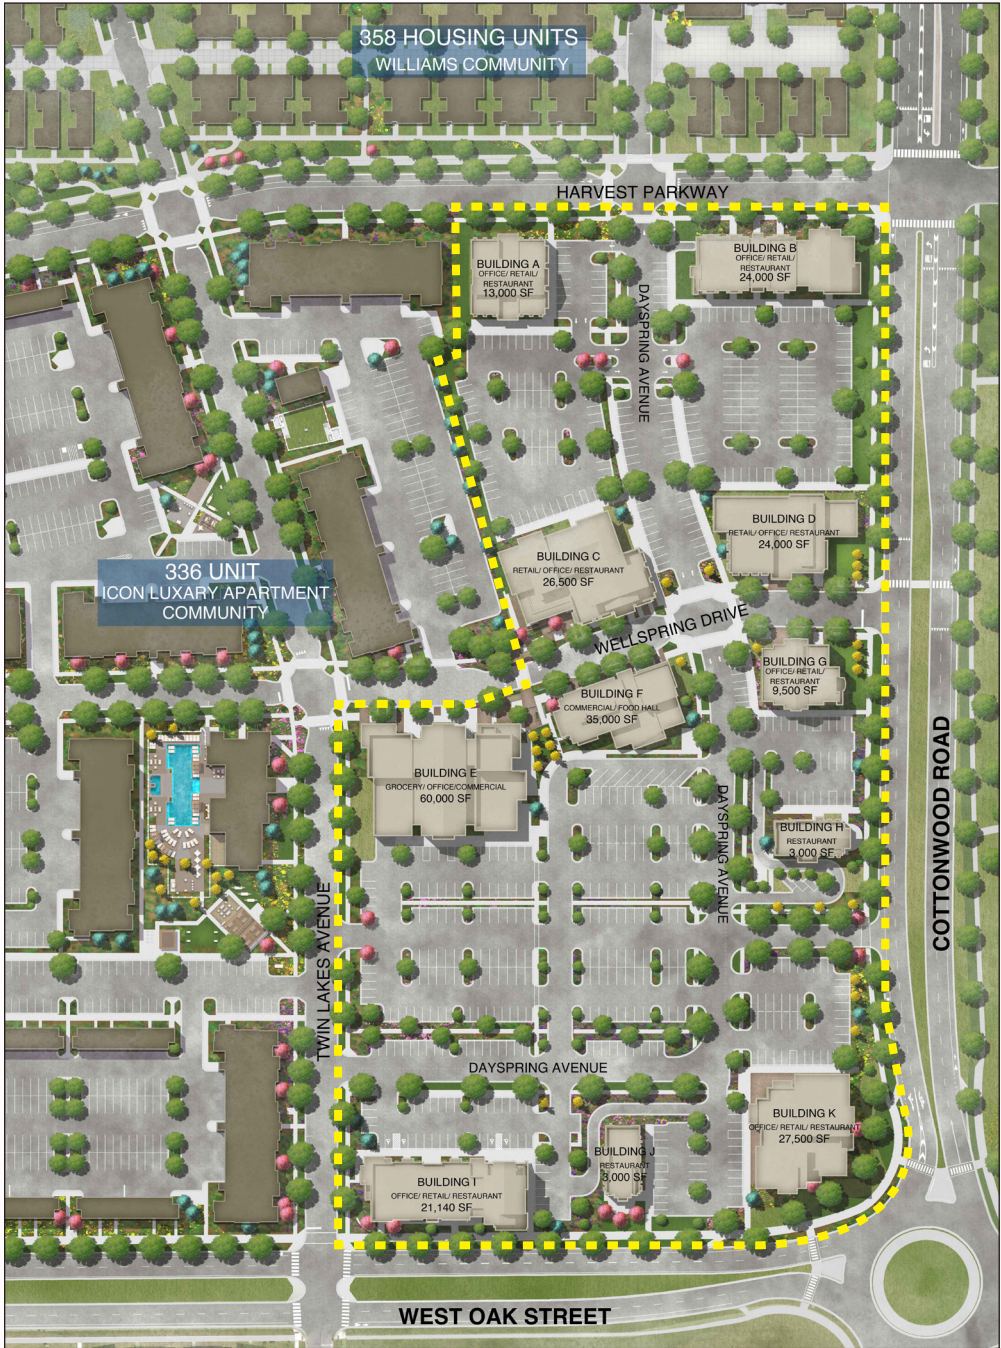 358 HOUSING UNITS
WILLIAMS COMMUNITY
HARVEST PARKWAY
BUILDING A
OFFICE/ RETAIL/
RESTAURANT
13,000 SF
BUILDING B
OFFICE/ RETAIL/
RESTAURANT
24,000 SF
DAYSPRING AVENUE
BUILDING C
RETAIL/ OFFICE/ RESTAURANT
26,500 SF
BUILDING D
RETAIL/ OFFICE/ RESTAURANT
24,000 SF
336 UNIT
ICON LUXARY APARTMENT
COMMUNITY
WELLSPRING DRIVE
BUILDING G
OFFICE/ RETAIL/
RESTAURANT
9,500 SF
BUILDING F
COMMERCIAL/ FOOD HALL
35,000 SF
BUILDING E
GROCERY/ OFFICE/COMMERCIAL
60,000 SF
DAYSPRING AVENUE
BUILDING H
RESTAURANT
3,000 SF
COTTONWOOD ROAD
TWIN LAKES AVENUE
DAYSPRING AVENUE
BUILDING K
OFFICE/ RETAIL/ RESTAURANT
27,500 SF
BUILDING J
RESTAURANT
3,000 SF
BUILDING I
OFFICE/ RETAIL/ RESTAURANT
21,140 SF
WEST OAK STREET